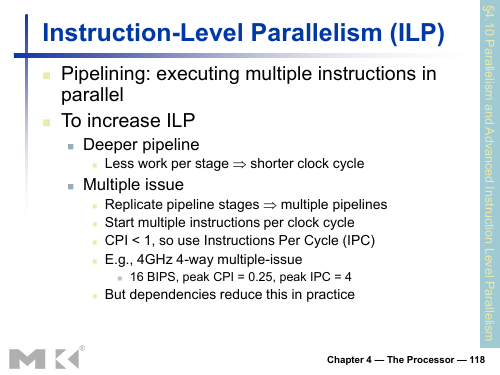 Instruction-Level Parallelism (ILP)
Pipelining: executing multiple instructions in
parallel
To increase ILP
Deeper pipeline
Less work per stage ⇒ shorter clock cycle
Multiple issue
Replicate pipeline stages ⇒ multiple pipelines
Start multiple instructions per clock cycle
CPI < 1, so use Instructions Per Cycle (IPC)
E.g., 4GHz 4-way multiple-issue
16 BIPS, peak CPI = 0.25, peak IPC = 4
But dependencies reduce this in practice
§4.10 Parallelism and Advanced Instruction Level Parallelism
MK®
Chapter 4 — The Processor — 118